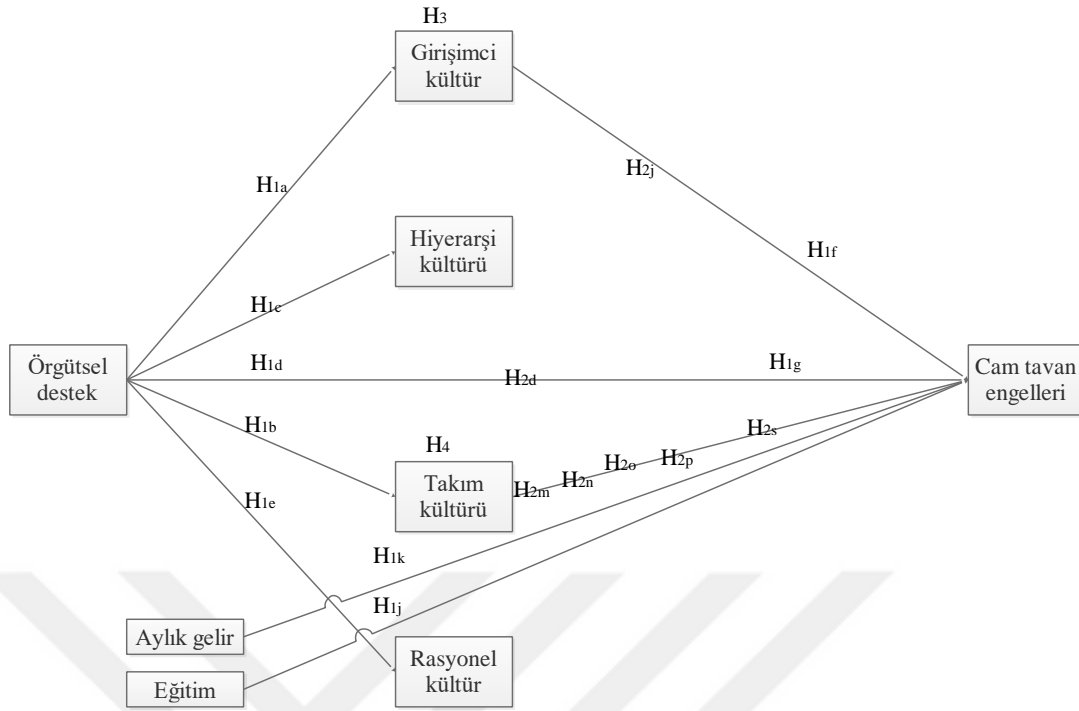 H3
Girişimci
kültür
H2j
H1a
Hiyerarşi
kültürü
H1f
H1c
Örgütsel
destek
H1d
H2d
H1g
Cam tavan
engelleri
H1b
H4
H2s
H2p
H2o
H2n
H2m
Takım
kültürü
H1e
H1k
H1j
Aylık gelir
Rasyonel
kültür
Eğitim